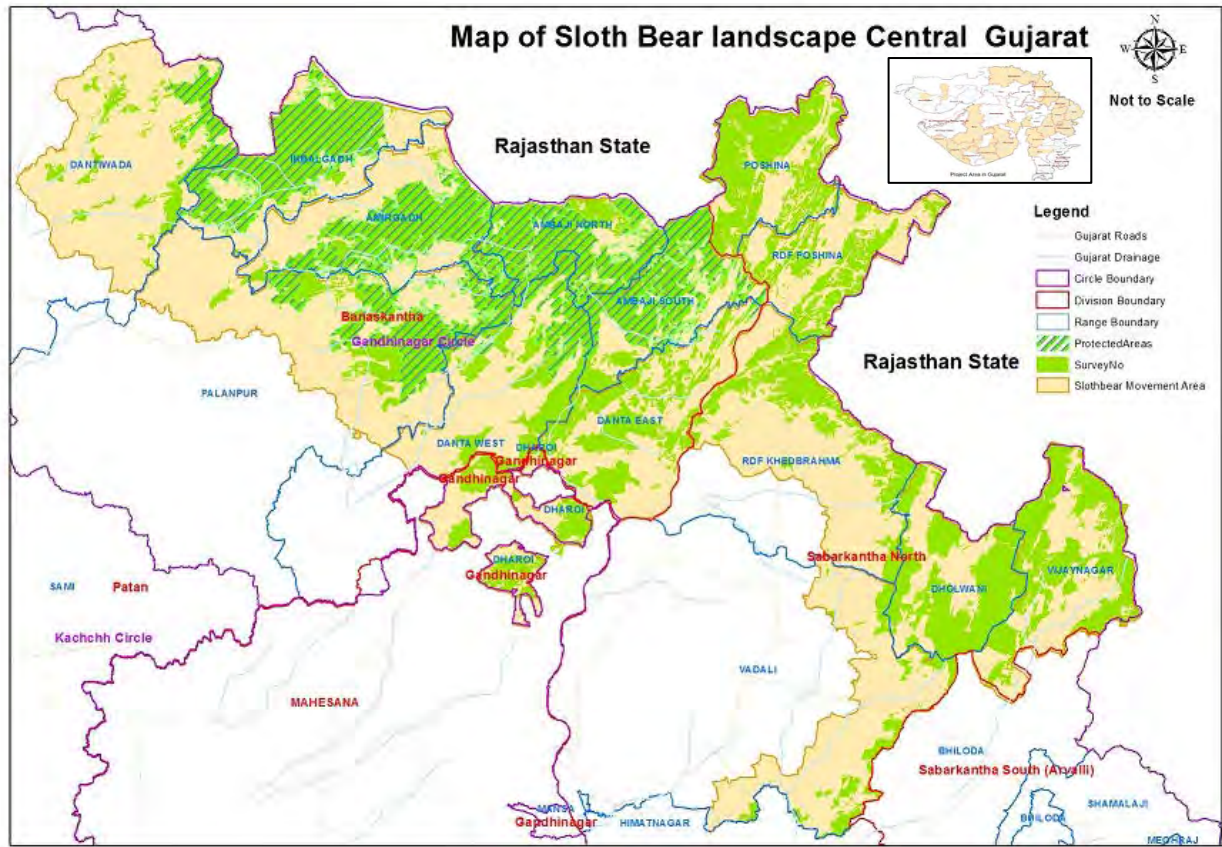 Map of Sloth Bear landscape Central Gujarat
N
W E
S
Not to Scale
Project Area in Gujarat
Rajasthan State
Rajasthan State
Legend
Gujarat Roads
Gujarat Drainage
Circle Boundary
Division Boundary
Range Boundary
ProtectedAreas
SurveyNo
Slothbear Movement Area
DANTIWADA
IKBALGADH
POSHINA
AMIRGADH
AMBAJI NORTH
RDF POSHINA
AMBAJI SOUTH
Banaskantha
Gandhinagar Circle
PALANPUR
DANTA EAST
DANTA WEST
DHAROI
Gandhinagar
Gandhinagar
RDF KHEDBRAHMA
DHAROI
DHAROI
Gandhinagar
Sabarkantha North
VIJAYNAGAR
DHOLWANI
SAMI
Patan
Kachchh Circle
VADALI
MAHESANA
BHILODA
Sabarkantha South (Arvalli)
SHAMALAJI
MANSA
Gandhinagar
HIMATNAGAR
BHILODA
MEGHRAJ